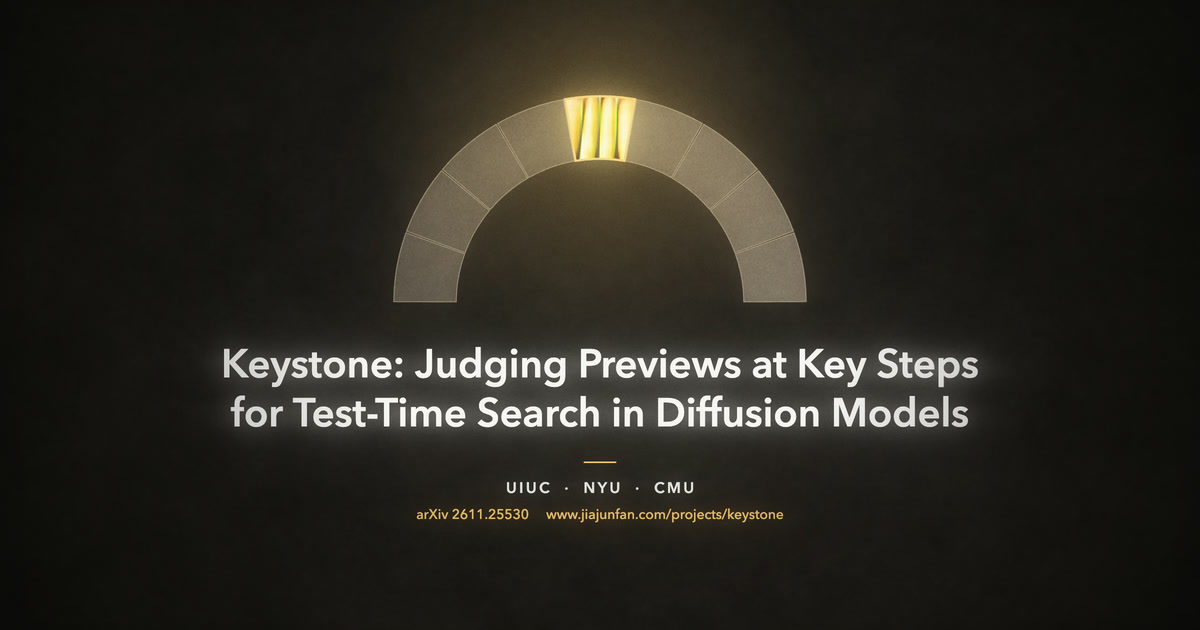 Keystone: Judging Previews at Key Steps
for Test-Time Search in Diffusion Models
UIUC · NYU · CMU
arXiv 2611.25530 www.jiajunfan.com/projects/keystone